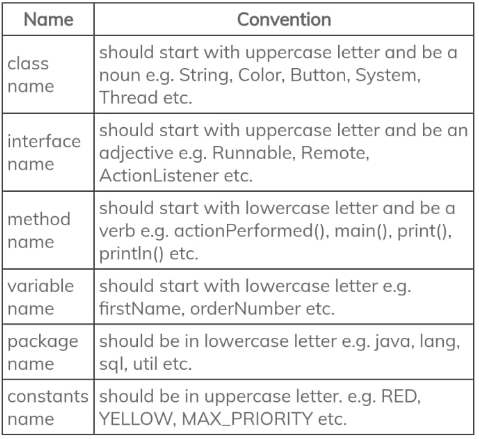 Name Convention
class name
should start with uppercase letter and be a
noun e.g. String, Color, Button, System,
Thread etc.
interface name
should start with uppercase letter and be an
adjective e.g. Runnable, Remote,
ActionListener etc.
method name
should start with lowercase letter and be a
verb e.g. actionPerformed(), main(), print(),
println() etc.
variable name
should start with lowercase letter e.g.
firstName, orderNumber etc.
package name
should be in lowercase letter e.g. java, lang,
sql, util etc.
constants name
should be in uppercase letter. e.g. RED,
YELLOW, MAX_PRIORITY etc.